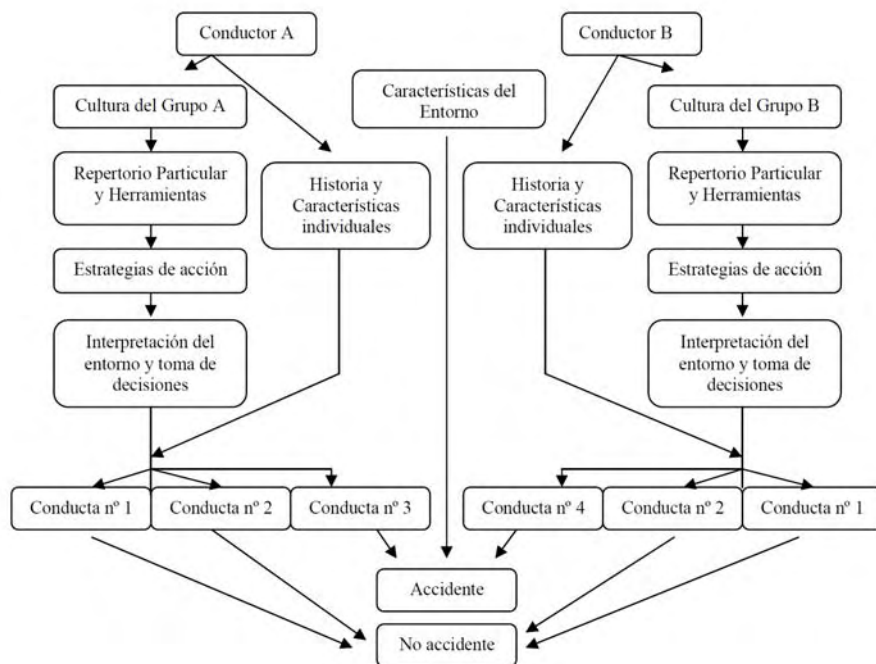 Conductor A
Conductor B
Características del
Entorno
Cultura del Grupo A
Cultura del Grupo B
Repertorio Particular
y Herramientas
Historia y
Características
individuales
Historia y
Características
individuales
Repertorio Particular
y Herramientas
Estrategias de acción
Estrategias de acción
Interpretación del
entorno y toma de
decisiones
Interpretación del
entorno y toma de
decisiones
Conducta nº 1
Conducta nº 2
Conducta nº 3
Conducta nº 4
Conducta nº 2
Conducta nº 1
Accidente
No accidente